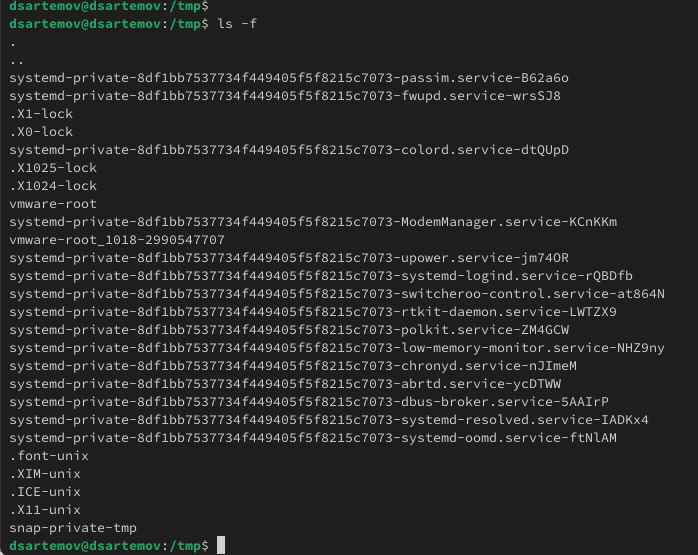 dsartemov@dsartemov:/tmp$
dsartemov@dsartemov:/tmp$ ls -f
.
..
systemd-private-8df1bb7537734f449405f5f8215c7073-passim.service-B62a6o
systemd-private-8df1bb7537734f449405f5f8215c7073-fwupd.service-wrsSJ8
.X1-lock
.X0-lock
systemd-private-8df1bb7537734f449405f5f8215c7073-colord.service-dtQUpD
.X1025-lock
.X1024-lock
vmware-root
systemd-private-8df1bb7537734f449405f5f8215c7073-ModemManager.service-KCnKKm
vmware-root_1018-2990547707
systemd-private-8df1bb7537734f449405f5f8215c7073-upower.service-jm74OR
systemd-private-8df1bb7537734f449405f5f8215c7073-systemd-logind.service-rQBDfb
systemd-private-8df1bb7537734f449405f5f8215c7073-switcheroo-control.service-at864N
systemd-private-8df1bb7537734f449405f5f8215c7073-rtkit-daemon.service-LWTZX9
systemd-private-8df1bb7537734f449405f5f8215c7073-polkit.service-ZM4GCW
systemd-private-8df1bb7537734f449405f5f8215c7073-low-memory-monitor.service-NHZ9ny
systemd-private-8df1bb7537734f449405f5f8215c7073-chronyd.service-nJImeM
systemd-private-8df1bb7537734f449405f5f8215c7073-abrtd.service-ycDTWW
systemd-private-8df1bb7537734f449405f5f8215c7073-dbus-broker.service-5AAIrP
systemd-private-8df1bb7537734f449405f5f8215c7073-systemd-resolved.service-IADKx4
systemd-private-8df1bb7537734f449405f5f8215c7073-systemd-oomd.service-ftNlAM
.font-unix
.XIM-unix
.ICE-unix
.X11-unix
snap-private-tmp
dsartemov@dsartemov:/tmp$